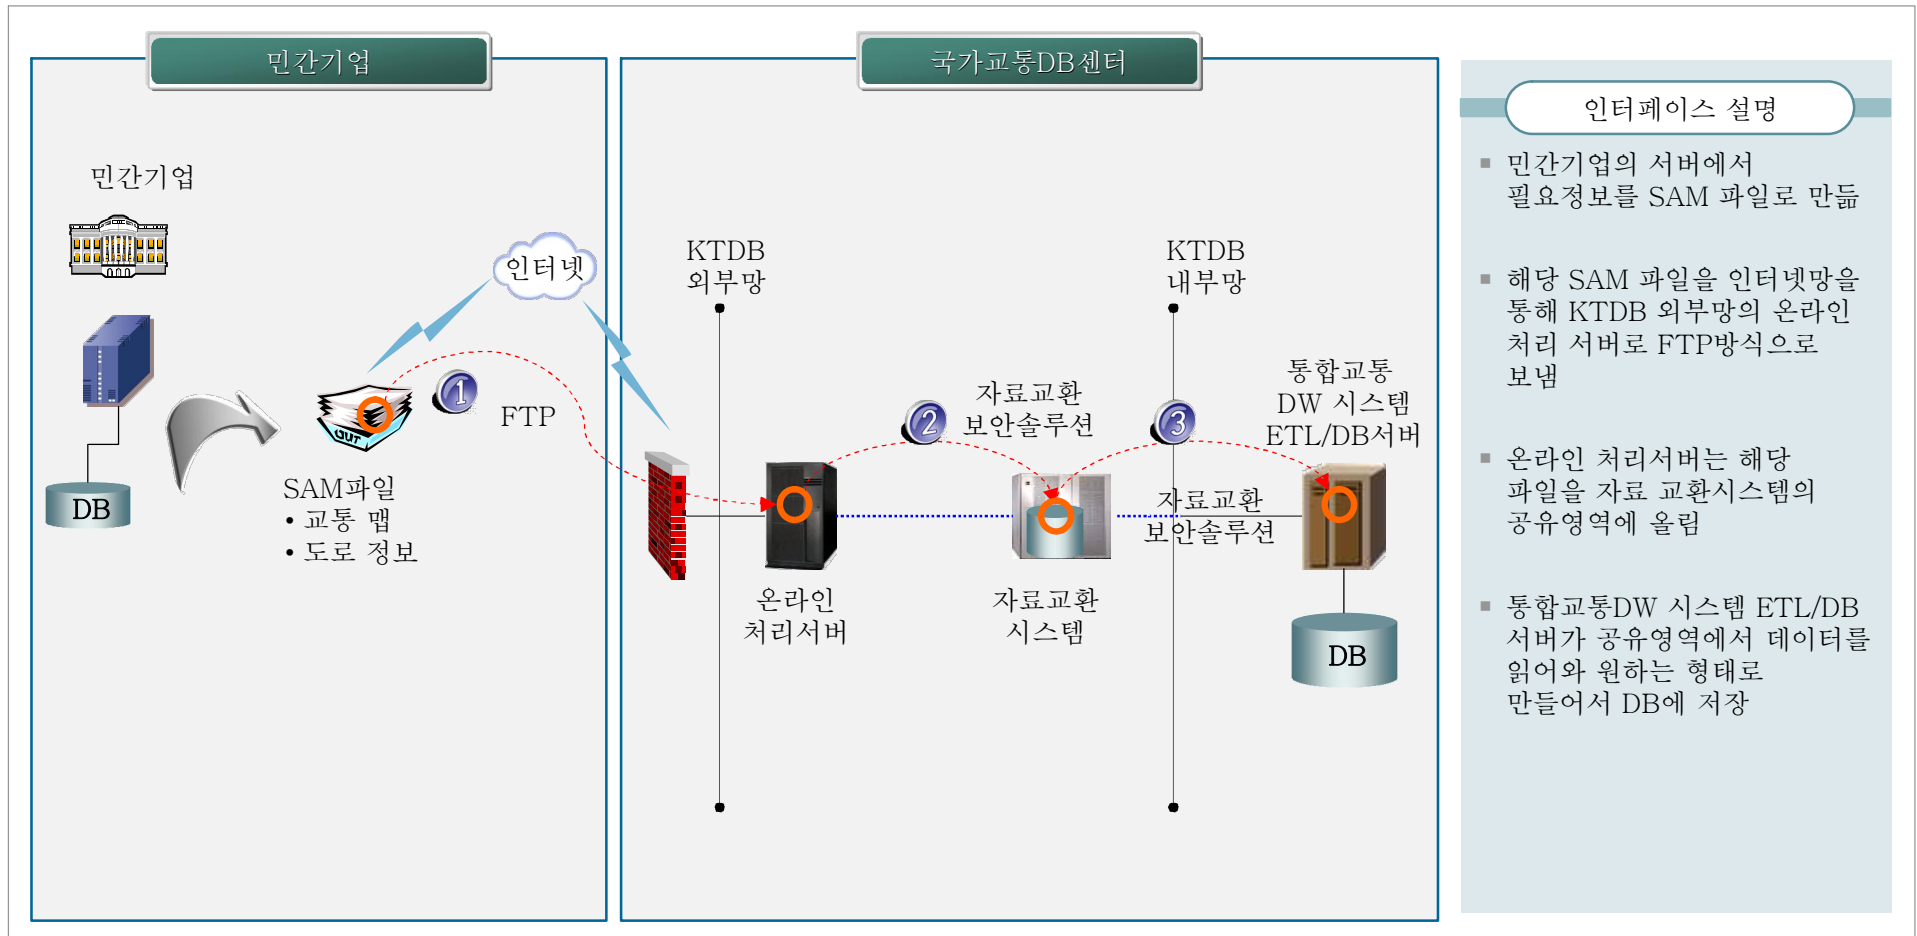 민간기업
국가교통DB센터
인터페이스 설명
민간기업
인터넷
KTDB
외부망
KTDB
내부망
DB
OUT
SAM파일
• 교통 맵
• 도로 정보
1
FTP
2
자료교환
보안솔루션
3
통합교통
DW 시스템
ETL/DB서버
자료교환
보안솔루션
온라인
처리서버
자료교환
시스템
DB
▪ 민간기업의 서버에서
필요정보를 SAM 파일로 만듦
▪ 해당 SAM 파일을 인터넷망을
통해 KTDB 외부망의 온라인
처리 서버로 FTP방식으로
보냄
▪ 온라인 처리서버는 해당
파일을 자료 교환시스템의
공유영역에 올림
▪ 통합교통DW 시스템 ETL/DB
서버가 공유영역에서 데이터를
읽어와 원하는 형태로
만들어서 DB에 저장